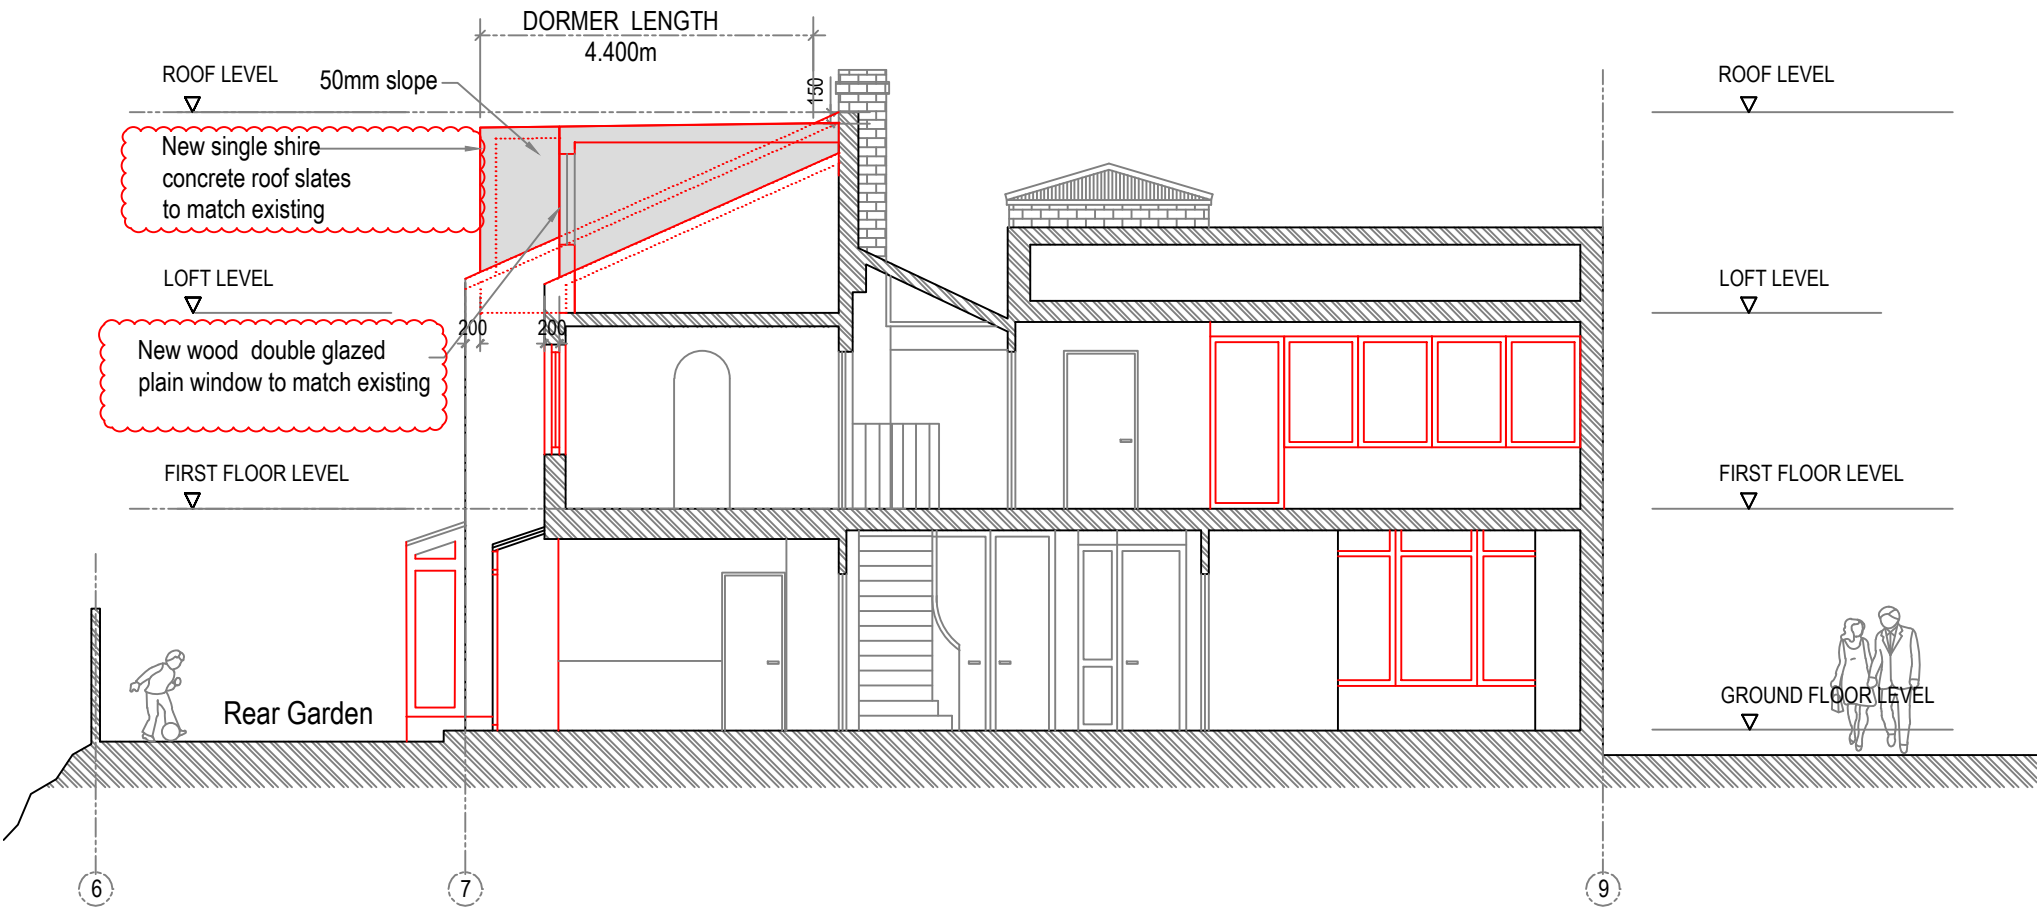 DORMER LENGTH
4.400m
ROOF LEVEL
50mm slope
150
ROOF LEVEL
New single shire
concrete roof slates
to match existing
LOFT LEVEL
LOFT LEVEL
200
200
New wood double glazed
plain window to match existing
FIRST FLOOR LEVEL
FIRST FLOOR LEVEL
Rear Garden
GROUND FLOOR LEVEL
6
7
9